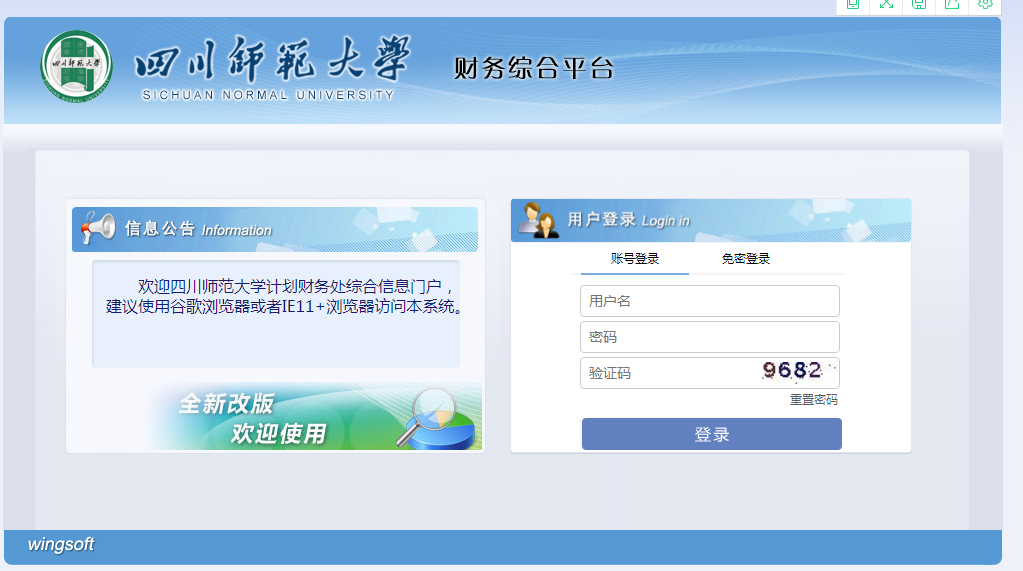 四川師範大學
SICHUAN NORMAL UNIVERSITY
财务综合平台
信息公告 Information
欢迎四川师范大学计划财务处综合信息门户，
建议使用谷歌浏览器或者IE11+浏览器访问本系统。
全新改版
欢迎使用
用户登录 Login in
账号登录 免密登录
用户名
密码
验证码 9682
重置密码
登录
wingsoft